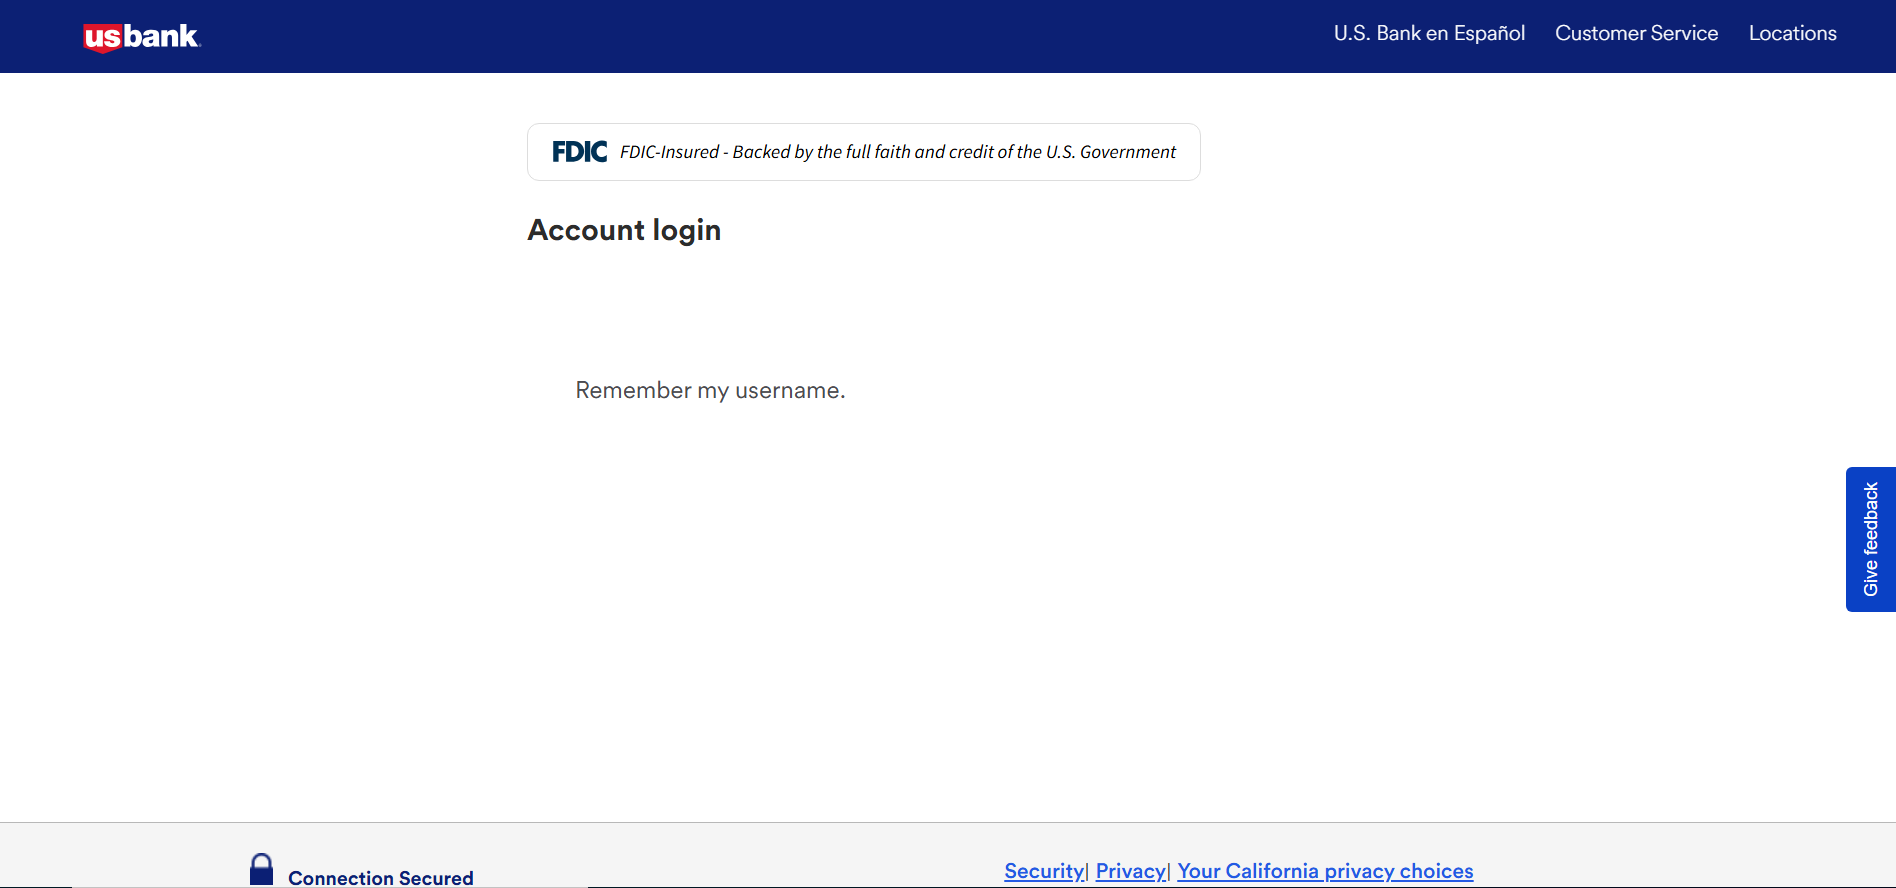 usbank
U.S. Bank en Español Customer Service Locations
FDIC FDIC-Insured - Backed by the full faith and credit of the U.S. Government
Account login
Remember my username.
Give feedback
Connection Secured
Security| Privacy| Your California privacy choices